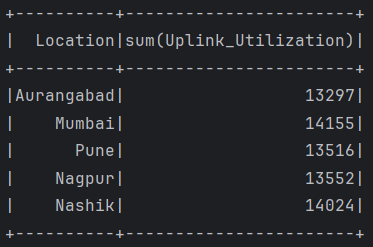 +----------+-----------------------+
|  Location|sum(Uplink_Utilization)|
+----------+-----------------------+
|Aurangabad|                  13297|
|    Mumbai|                  14155|
|      Pune|                  13516|
|    Nagpur|                  13552|
|    Nashik|                  14024|
+----------+-----------------------+